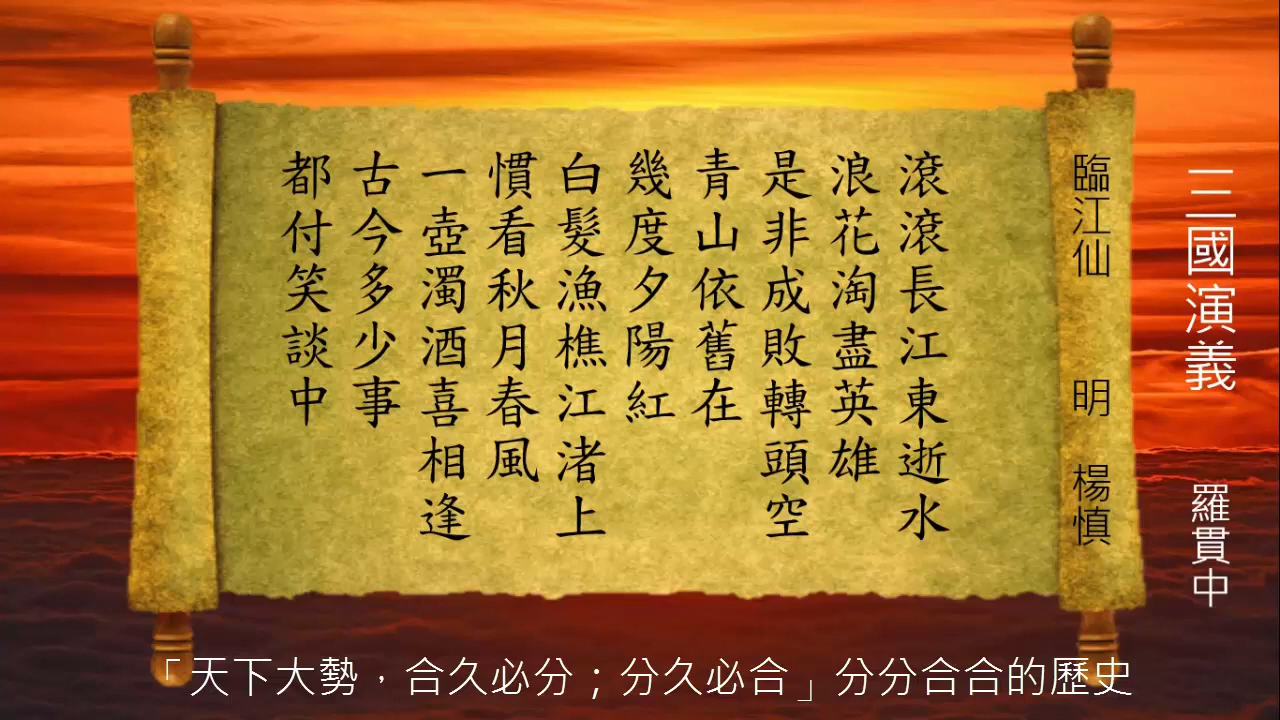 三國演義
羅貫中
臨江仙
明
楊慎
滾滾長江東逝水
浪花淘盡英雄
是非成敗轉頭空
青山依舊在
幾度夕陽紅
白髮漁樵江渚上
慣看秋月春風
一壺濁酒喜相逢
古今多少事
都付笑談中
「天下大勢，合久必分；分久必合」分分合合的歷史